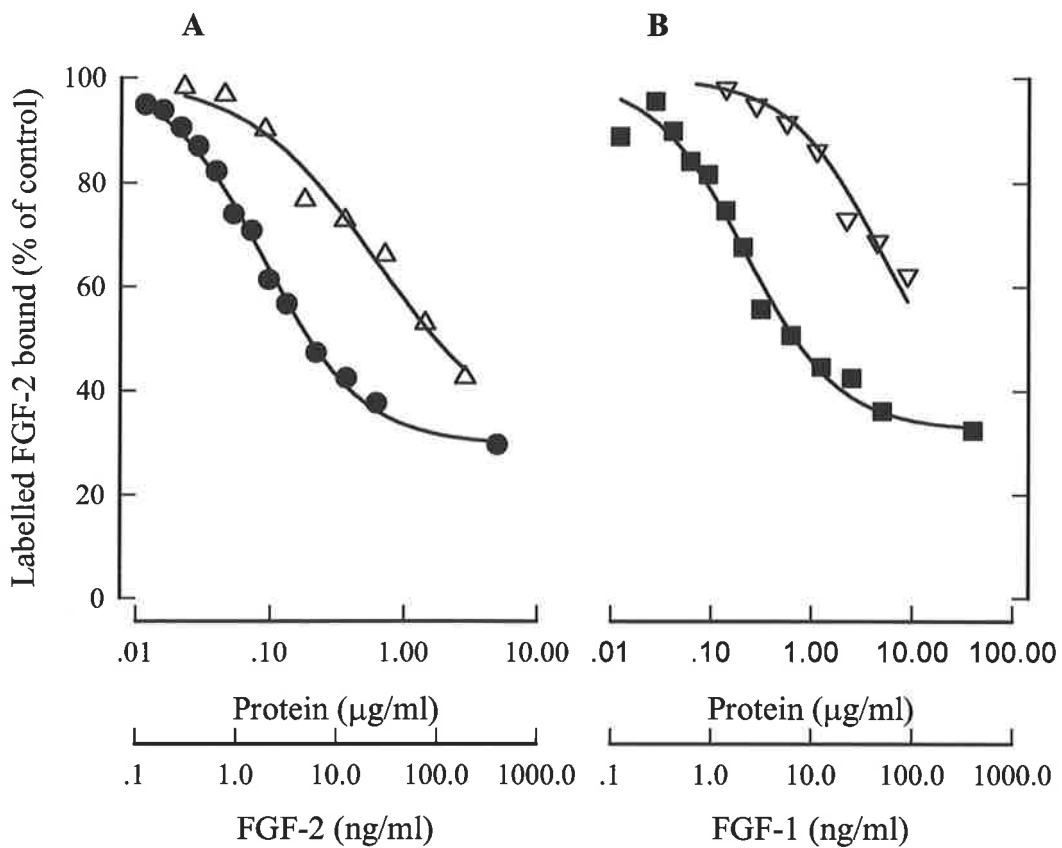 A B
Labelled FGF-2 bound (% of control)
100
80
60
40
20
0
.01 .10 1.00 10.00
Protein (μg/ml)
.1 1.0 10.0 100.0 1000.0
FGF-2 (ng/ml)
.01 .10 1.00 10.00 100.00
Protein (μg/ml)
.1 1.0 10.0 100.0 1000.0
FGF-1 (ng/ml)